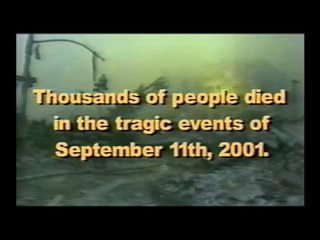 Thousands of people died
in the tragic events of
September 11th, 2001.